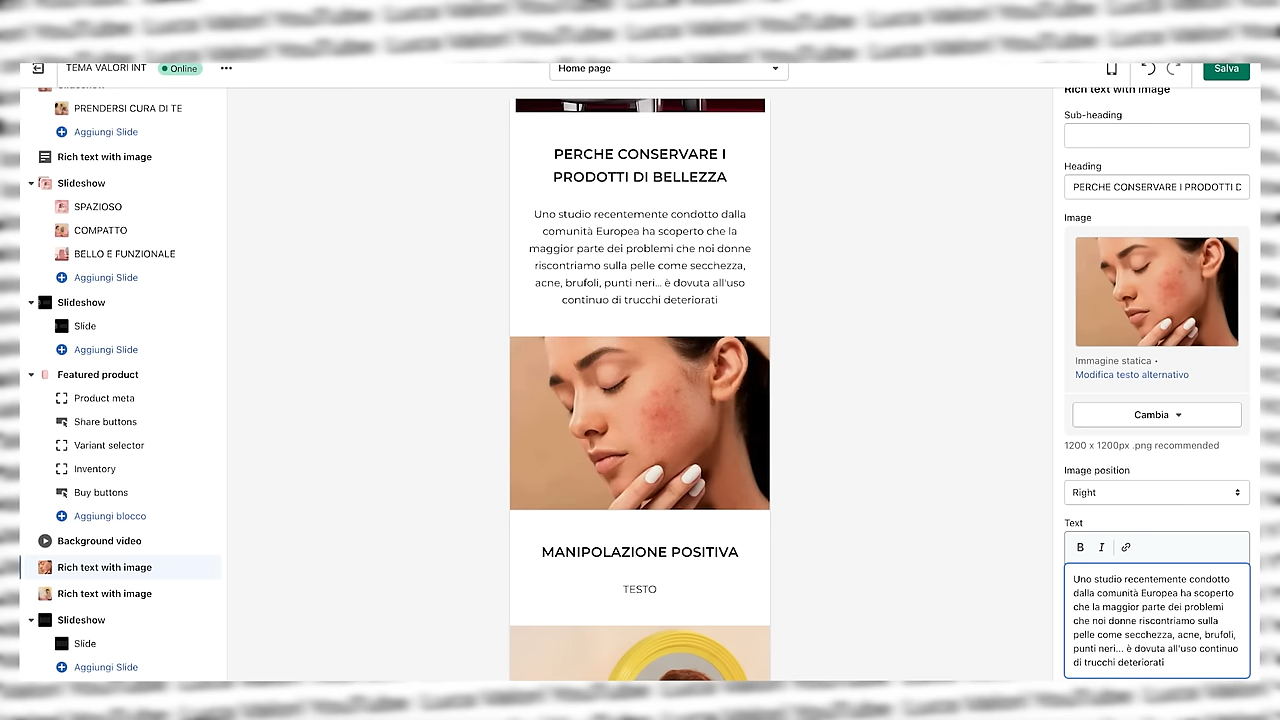 Luca Valori YouTube
TEMA VALORI INT
Online
Home page
Salva
Slideshow
PRENDERSI CURA DI TE
Aggiungi Slide
Rich text with image
Slideshow
SPAZIOSO
COMPATTO
BELLO E FUNZIONALE
Aggiungi Slide
Slideshow
Slide
Aggiungi Slide
Featured product
Product meta
Share buttons
Variant selector
Inventory
Buy buttons
Aggiungi blocco
Background video
Rich text with image
Rich text with image
Slideshow
Slide
Aggiungi Slide
PERCHE CONSERVARE I
PRODOTTI DI BELLEZZA
Uno studio recentemente condotto dalla
comunità Europea ha scoperto che la
maggior parte dei problemi che noi donne
riscontriamo sulla pelle come secchezza,
acne, brufoli, punti neri... è dovuta all'uso
continuo di trucchi deteriorati
MANIPOLAZIONE POSITIVA
TESTO
Rich text with image
Sub-heading
Heading
PERCHE CONSERVARE I PRODOTTI D
Image
Immagine statica •
Modifica testo alternativo
Cambia
1200 x 1200px .png recommended
Image position
Right
Text
B I
Uno studio recentemente condotto
dalla comunità Europea ha scoperto
che la maggior parte dei problemi
che noi donne riscontriamo sulla
pelle come secchezza, acne, brufoli,
punti neri... è dovuta all'uso continuo
di trucchi deteriorati